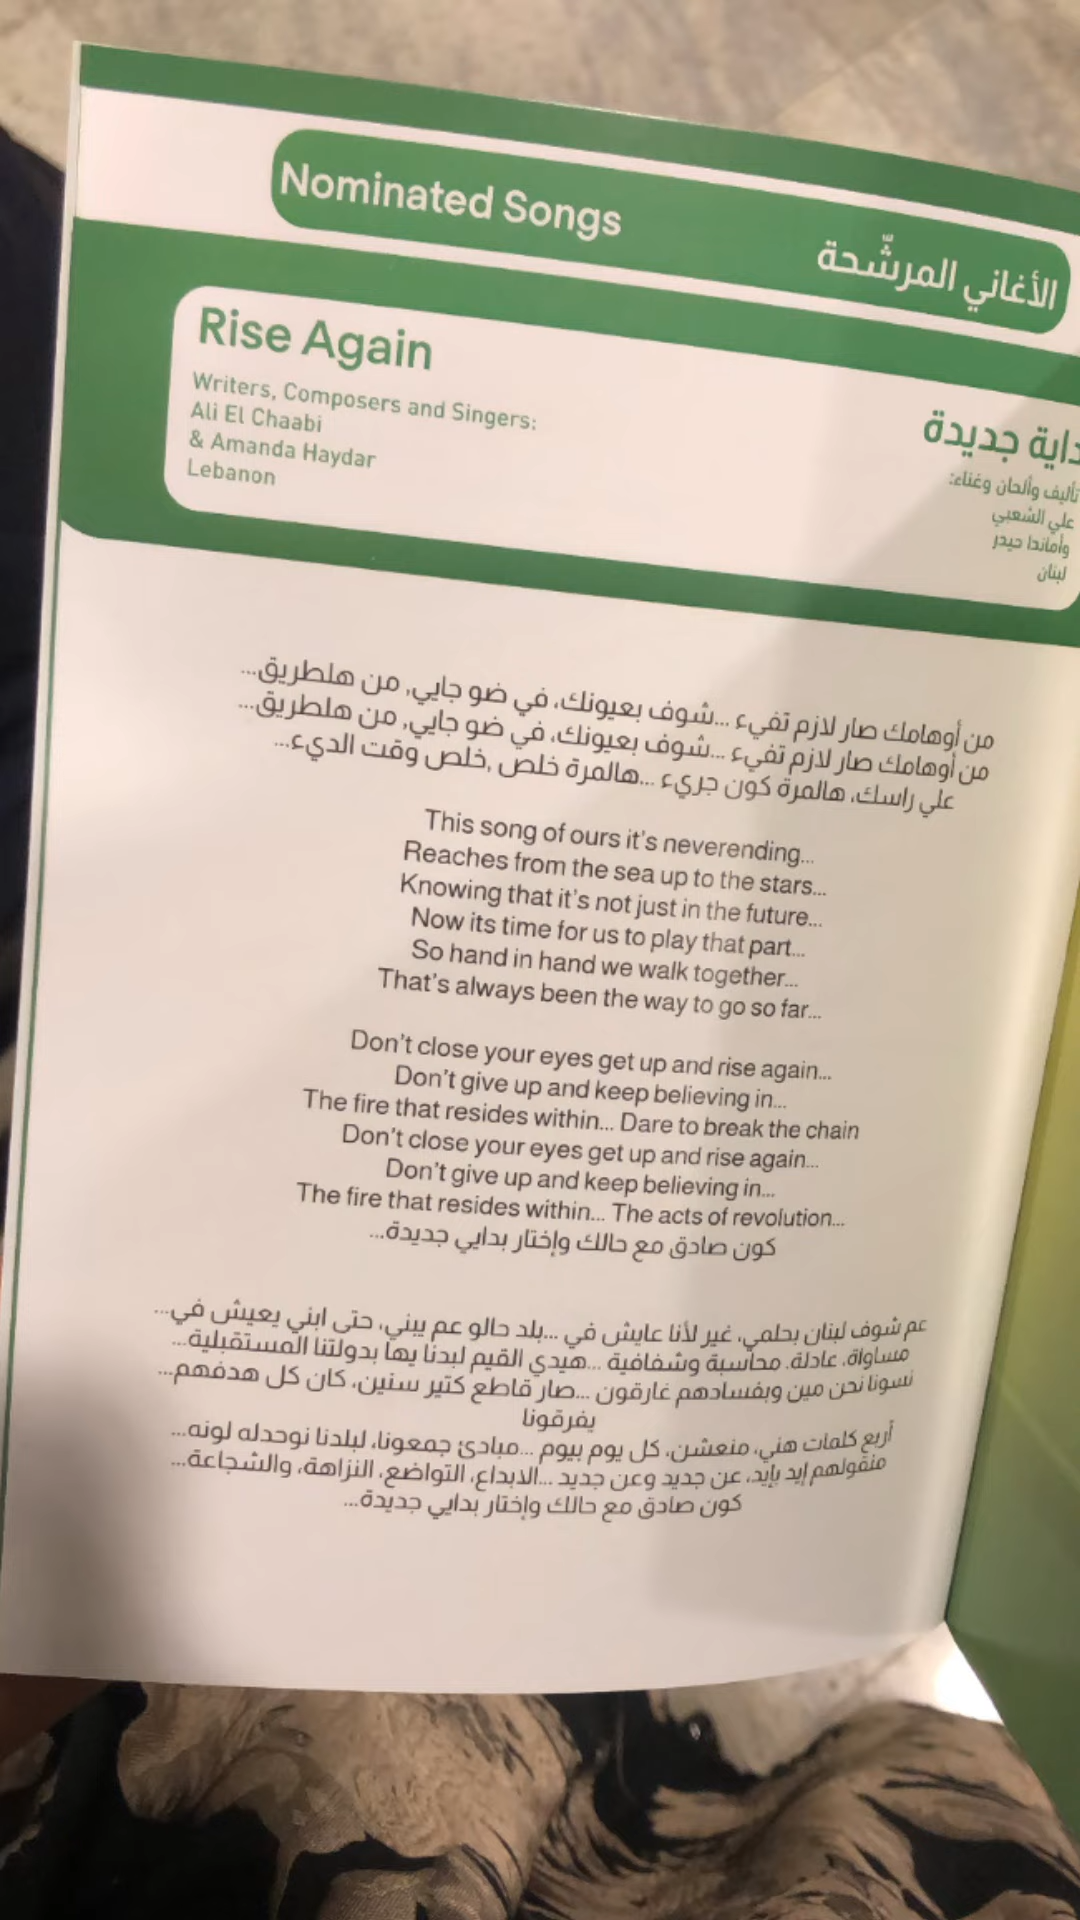 Nominated Songs
الأغاني المرشّحة
Rise Again
Writers, Composers and Singers:
Ali El Chaabi
& Amanda Haydar
Lebanon
جديدة
تأليف وألحان وغناء:
علي الشعبي
وأماندا حيدر
لبنان
من أوهامك صار لازم تفيء ...شوف بعيونك، في ضو جايي, من هلطريق...
من أوهامك صار لازم تفيء ...شوف بعيونك، في ضو جايي, من هلطريق...
علي راسك، هالمرة كون جريء ...هالمرة خلص ,خلص وقت الديء...
This song of ours it's neverending...
Reaches from the sea up to the stars...
Knowing that it's not just in the future...
Now its time for us to play that part...
So hand in hand we walk together...
That's always been the way to go so far...
Don't close your eyes get up and rise again...
Don't give up and keep believing in...
The fire that resides within... Dare to break the chain
Don't close your eyes get up and rise again...
Don't give up and keep believing in...
The fire that resides within... The acts of revolution...
كون صادق مع حالك وإختار بدايي جديدة...
عم شوف لبنان بحلمي، غير لأنا عايش في ...بلد حالو عم يبني، حتى ابني يعيش في...
مساواة، عادلة. محاسبة وشفافية ...هيدي القيم لبدنا يها بدولتنا المستقبلية...
نسونا نحن مين وبفسادهم غارقون ...صار قاطع كتير سنين، كان كل هدفهم...
يفرقونا
أربع كلمات هني، منعشن، كل يوم بيوم ...مبادئ جمعونا، لبلدنا نوحدله لونه...
منقولهم إيد بإيد، عن جديد وعن جديد ...الابداع، التواضع، النزاهة، والشجاعة...
كون صادق مع حالك وإختار بدايي جديدة...